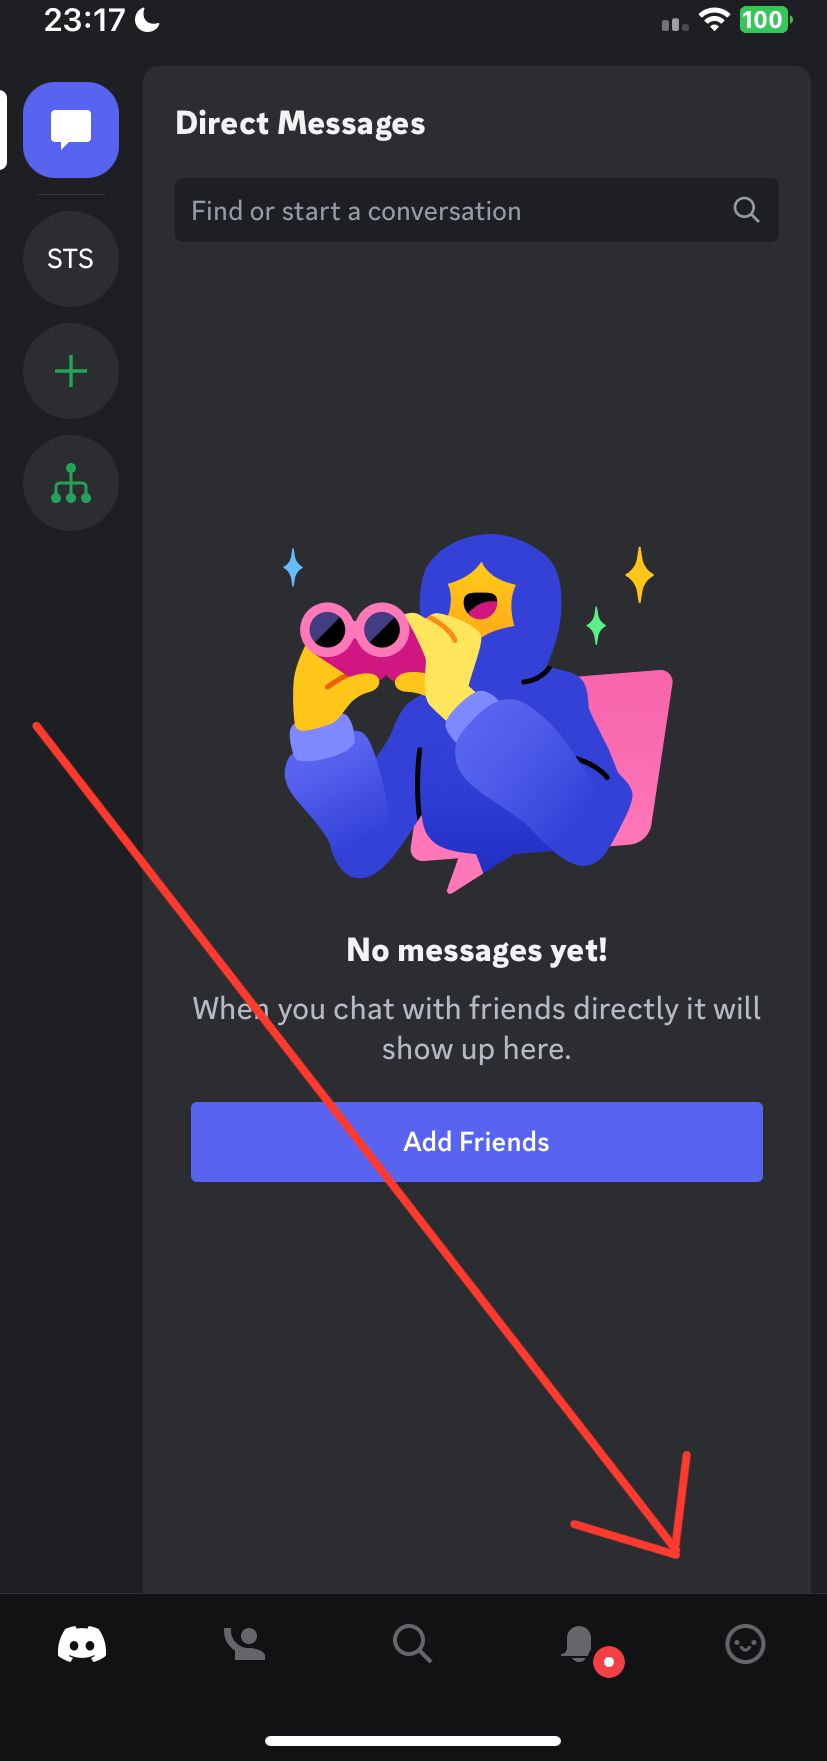 23:17
100
Direct Messages
Find or start a conversation
STS
No messages yet!
When you chat with friends directly it will
show up here.
Add Friends